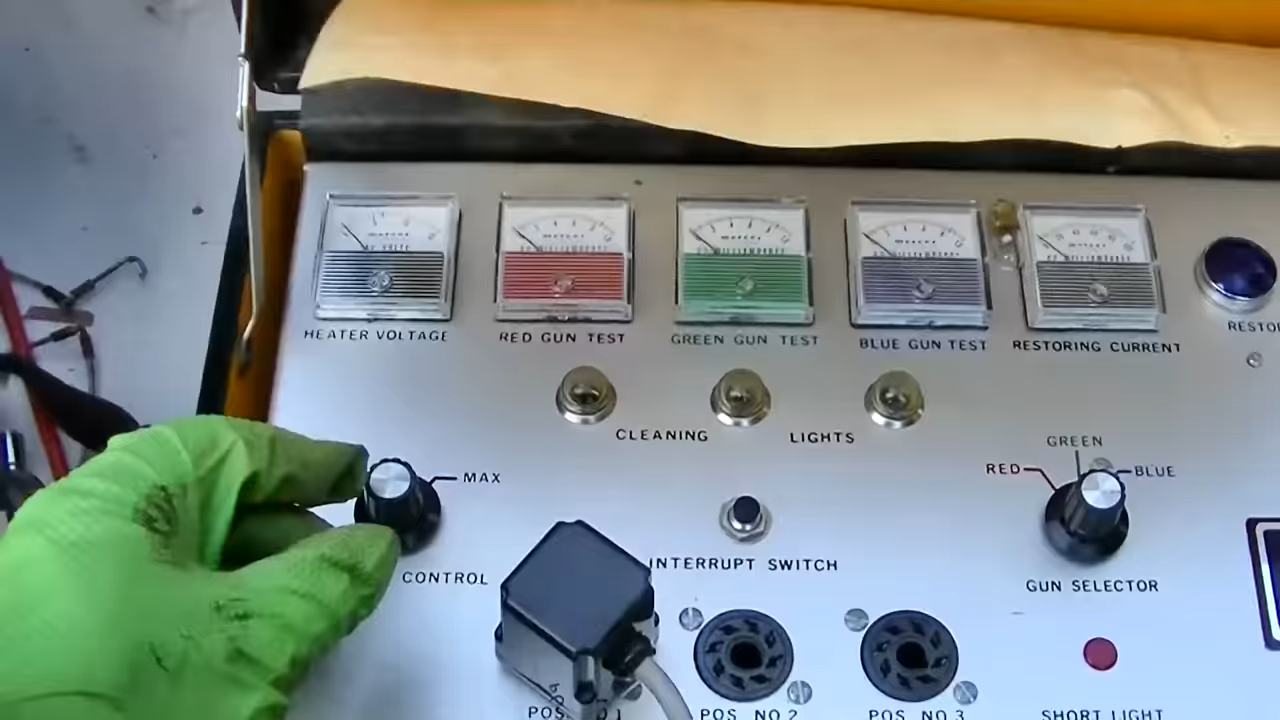 HEATER VOLTAGE
RED GUN TEST
GREEN GUN TEST
BLUE GUN TEST
RESTORING CURRENT
CLEANING LIGHTS
MAX
CONTROL
INTERRUPT SWITCH
RED
GREEN
BLUE
GUN SELECTOR
POS. NO 2
POS. NO.3
SHORT LIGHT